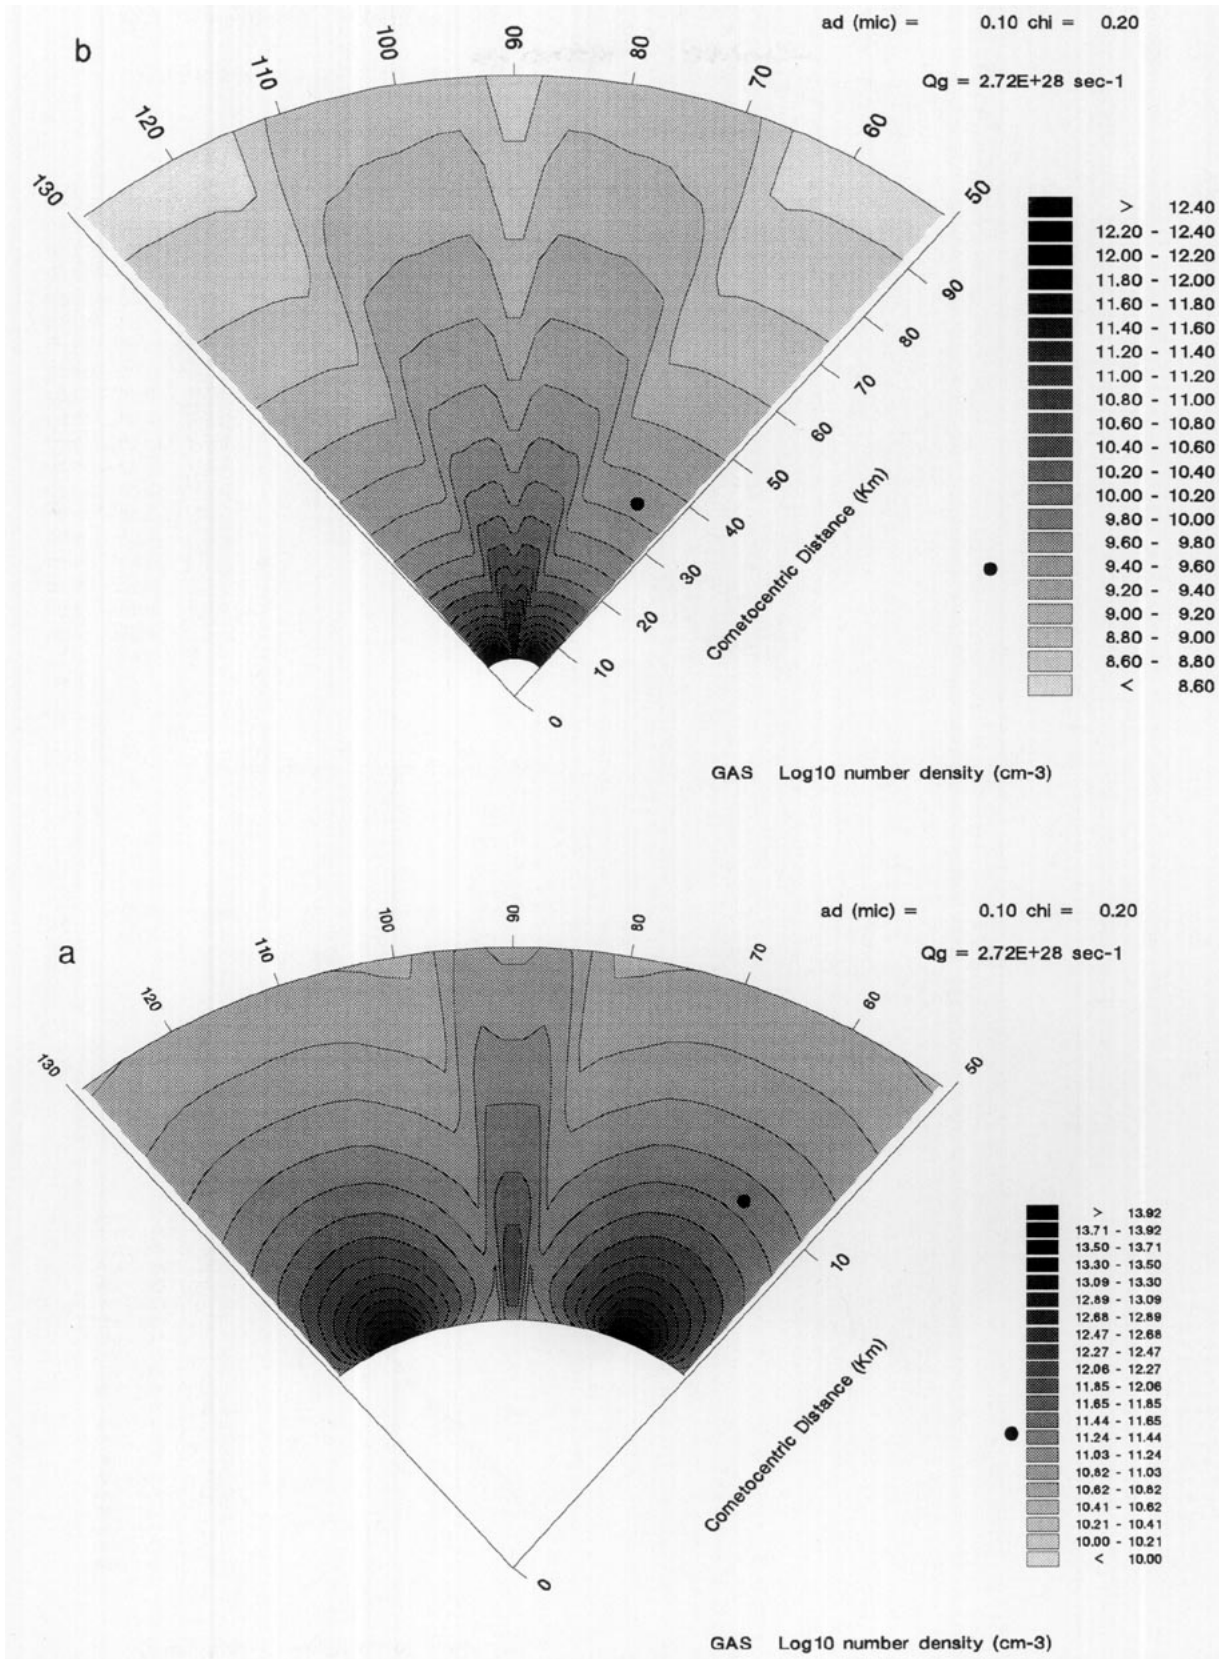 b
ad (mic) = 0.10 chi = 0.20
Qg = 2.72E+28 sec-1
130
120
110
100
90
80
70
60
50
90
80
70
60
50
40
30
20
10
0
Cometocentric Distance (Km)
> 12.40
12.20 - 12.40
12.00 - 12.20
11.80 - 12.00
11.60 - 11.80
11.40 - 11.60
11.20 - 11.40
11.00 - 11.20
10.80 - 11.00
10.60 - 10.80
10.40 - 10.60
10.20 - 10.40
10.00 - 10.20
9.80 - 10.00
9.60 - 9.80
9.40 - 9.60
9.20 - 9.40
9.00 - 9.20
8.80 - 9.00
8.60 - 8.80
< 8.60
GAS Log10 number density (cm-3)
a
ad (mic) = 0.10 chi = 0.20
Qg = 2.72E+28 sec-1
130
120
110
100
90
80
70
60
50
10
0
Cometocentric Distance (Km)
> 13.92
13.71 - 13.92
13.50 - 13.71
13.30 - 13.50
13.09 - 13.30
12.89 - 13.09
12.68 - 12.89
12.47 - 12.68
12.27 - 12.47
12.06 - 12.27
11.85 - 12.06
11.65 - 11.85
11.44 - 11.65
11.24 - 11.44
11.03 - 11.24
10.82 - 11.03
10.62 - 10.82
10.41 - 10.62
10.21 - 10.41
10.00 - 10.21
< 10.00
GAS Log10 number density (cm-3)